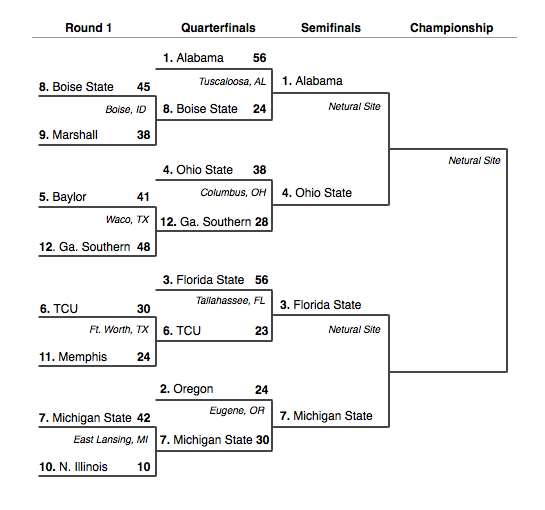 Round 1
Quarterfinals
Semifinals
Championship
8. Boise State 45
Boise, ID
9. Marshall 38
5. Baylor 41
Waco, TX
12. Ga. Southern 48
6. TCU 30
Ft. Worth, TX
11. Memphis 24
7. Michigan State 42
East Lansing, MI
10. N. Illinois 10
1. Alabama 56
Tuscaloosa, AL
8. Boise State 24
4. Ohio State 38
Columbus, OH
12. Ga. Southern 28
3. Florida State 56
Tallahassee, FL
6. TCU 23
2. Oregon 24
Eugene, OR
7. Michigan State 30
1. Alabama
Netural Site
4. Ohio State
3. Florida State
Netural Site
7. Michigan State
Netural Site